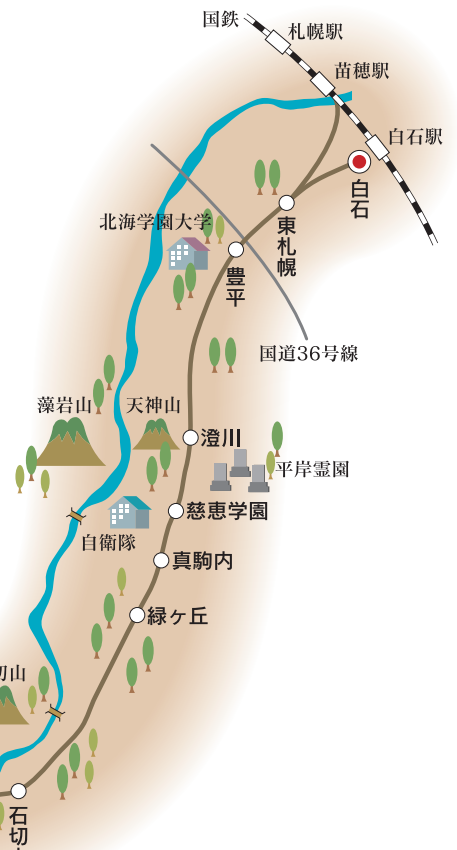 国鉄
札幌駅
苗穂駅
白石駅
白石
北海学園大学
東札幌
豊平
国道36号線
藻岩山
天神山
澄川
平岸霊園
慈恵学園
自衛隊
真駒内
緑ヶ丘
切山
石切